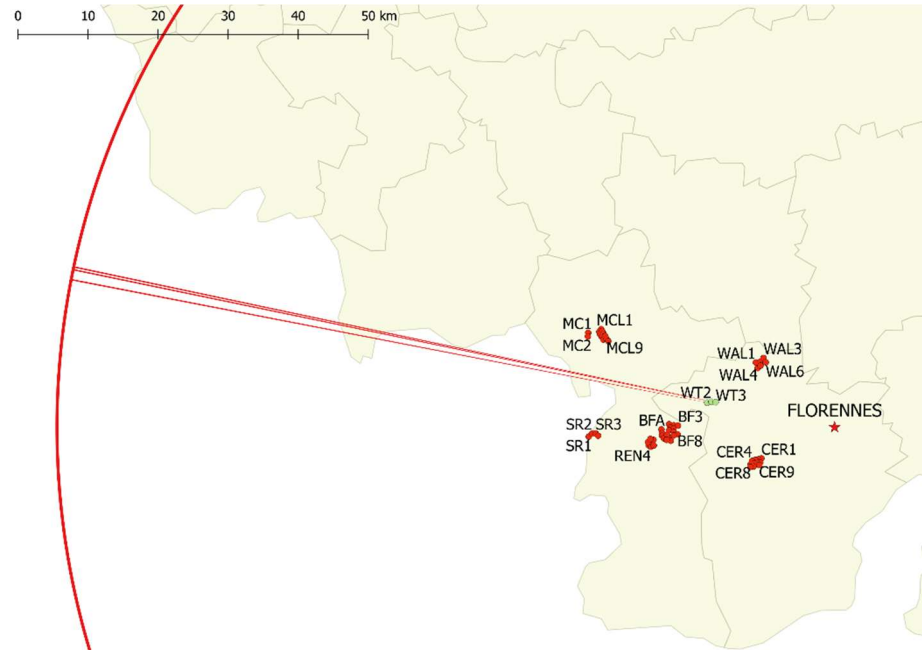 0 10 20 30 40 50 km
MC1 MCL1
MC2 MCL9
WAL1 WAL3
WAL4 WAL6
WT2 WT3
FLORENNES
SR2 SR3 BFA BF3
SR1 BF8
REN4
CER4 CER1
CER8 CER9